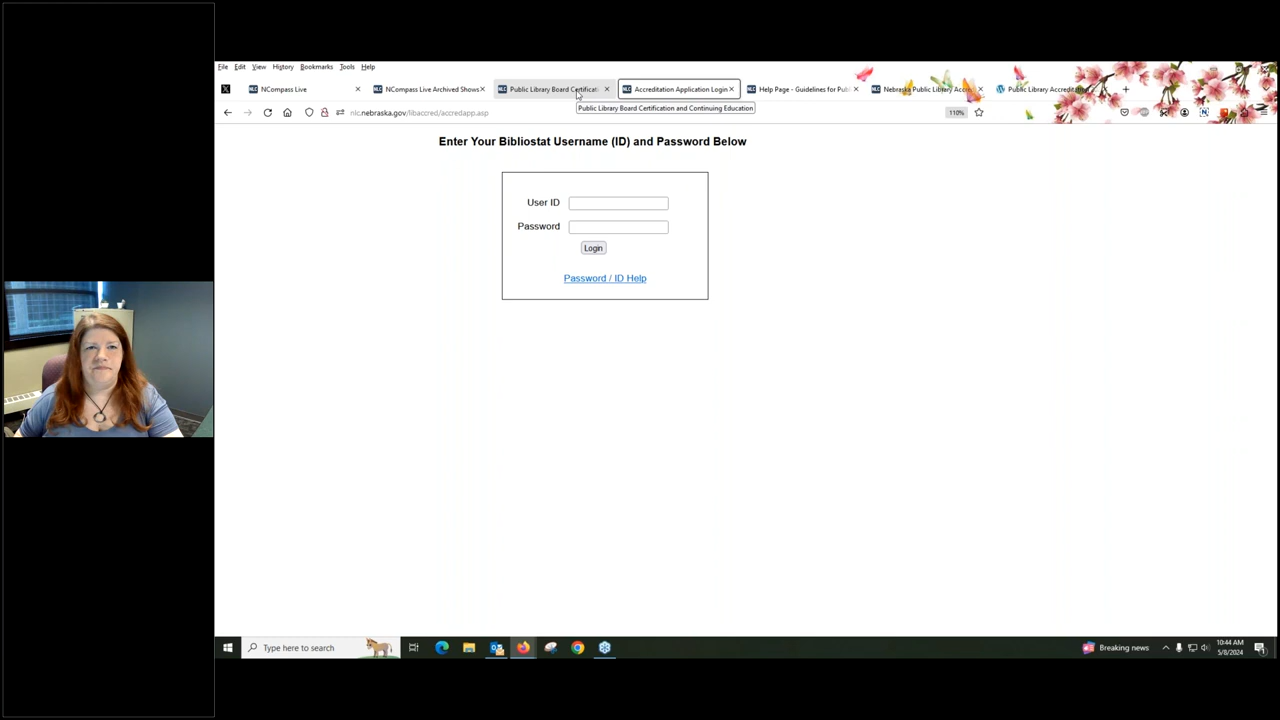 File Edit View History Bookmarks Tools Help
NCompass Live
NCompass Live Archived Shows
Public Library Board Certificati
Accreditation Application Login
Help Page - Guidelines for Pub
Nebraska Public Library Accre
Public Library Accreditatio
nlc.nebraska.gov/libaccred/accredapp.asp
110%
Public Library Board Certification and Continuing Education
Enter Your Bibliostat Username (ID) and Password Below
User ID
Password
Login
Password / ID Help
Type here to search
Breaking news
10:44 AM
5/8/2024